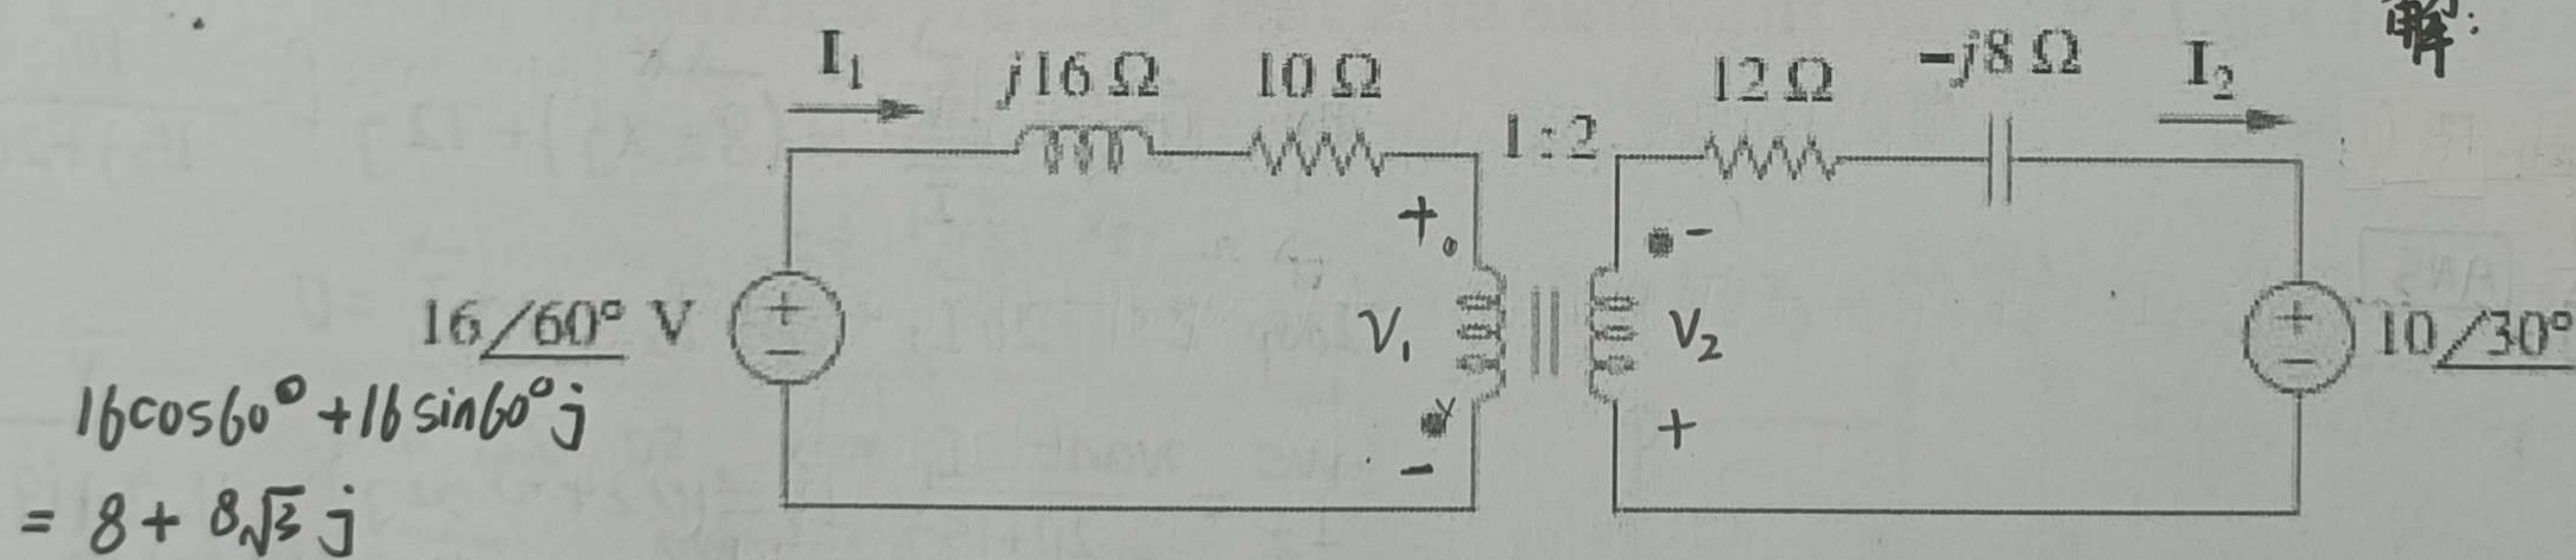 解:
I₁
j16 Ω
10 Ω
1:2
12 Ω
−j8 Ω
I₂
+
-
16/60° V
+
−
V₁
V₂
+
−
10/30°
-
+
16cos60°+16sin60°j
= 8+8√3 j